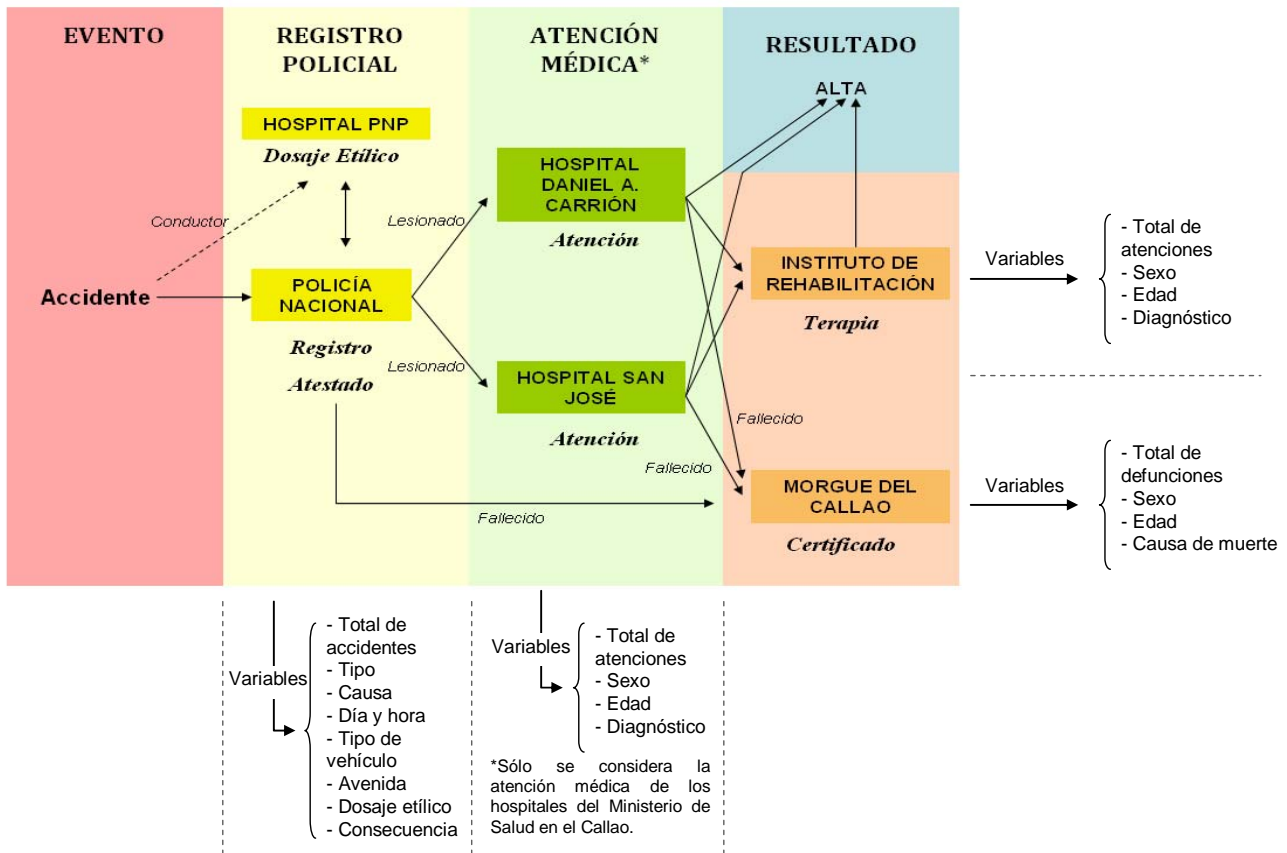 EVENTO
REGISTRO
POLICIAL
ATENCIÓN
MÉDICA*
RESULTADO
ALTA
HOSPITAL PNP
Dosaje Etílico
Conductor
Accidente
POLICÍA
NACIONAL
Registro
Atestado
Lesionado
Lesionado
HOSPITAL
DANIEL A.
CARRIÓN
Atención
HOSPITAL SAN
JOSÉ
Atención
INSTITUTO DE
REHABILITACIÓN
Terapia
Fallecido
Fallecido
Fallecido
MORGUE DEL
CALLAO
Certificado
Variables
- Total de
atenciones
- Sexo
- Edad
- Diagnóstico
Variables
- Total de
defunciones
- Sexo
- Edad
- Causa de muerte
Variables
- Total de
accidentes
- Tipo
- Causa
- Día y hora
- Tipo de
vehículo
- Avenida
- Dosaje etílico
- Consecuencia
Variables
- Total de
atenciones
- Sexo
- Edad
- Diagnóstico
*Sólo se considera la
atención médica de los
hospitales del Ministerio de
Salud en el Callao.